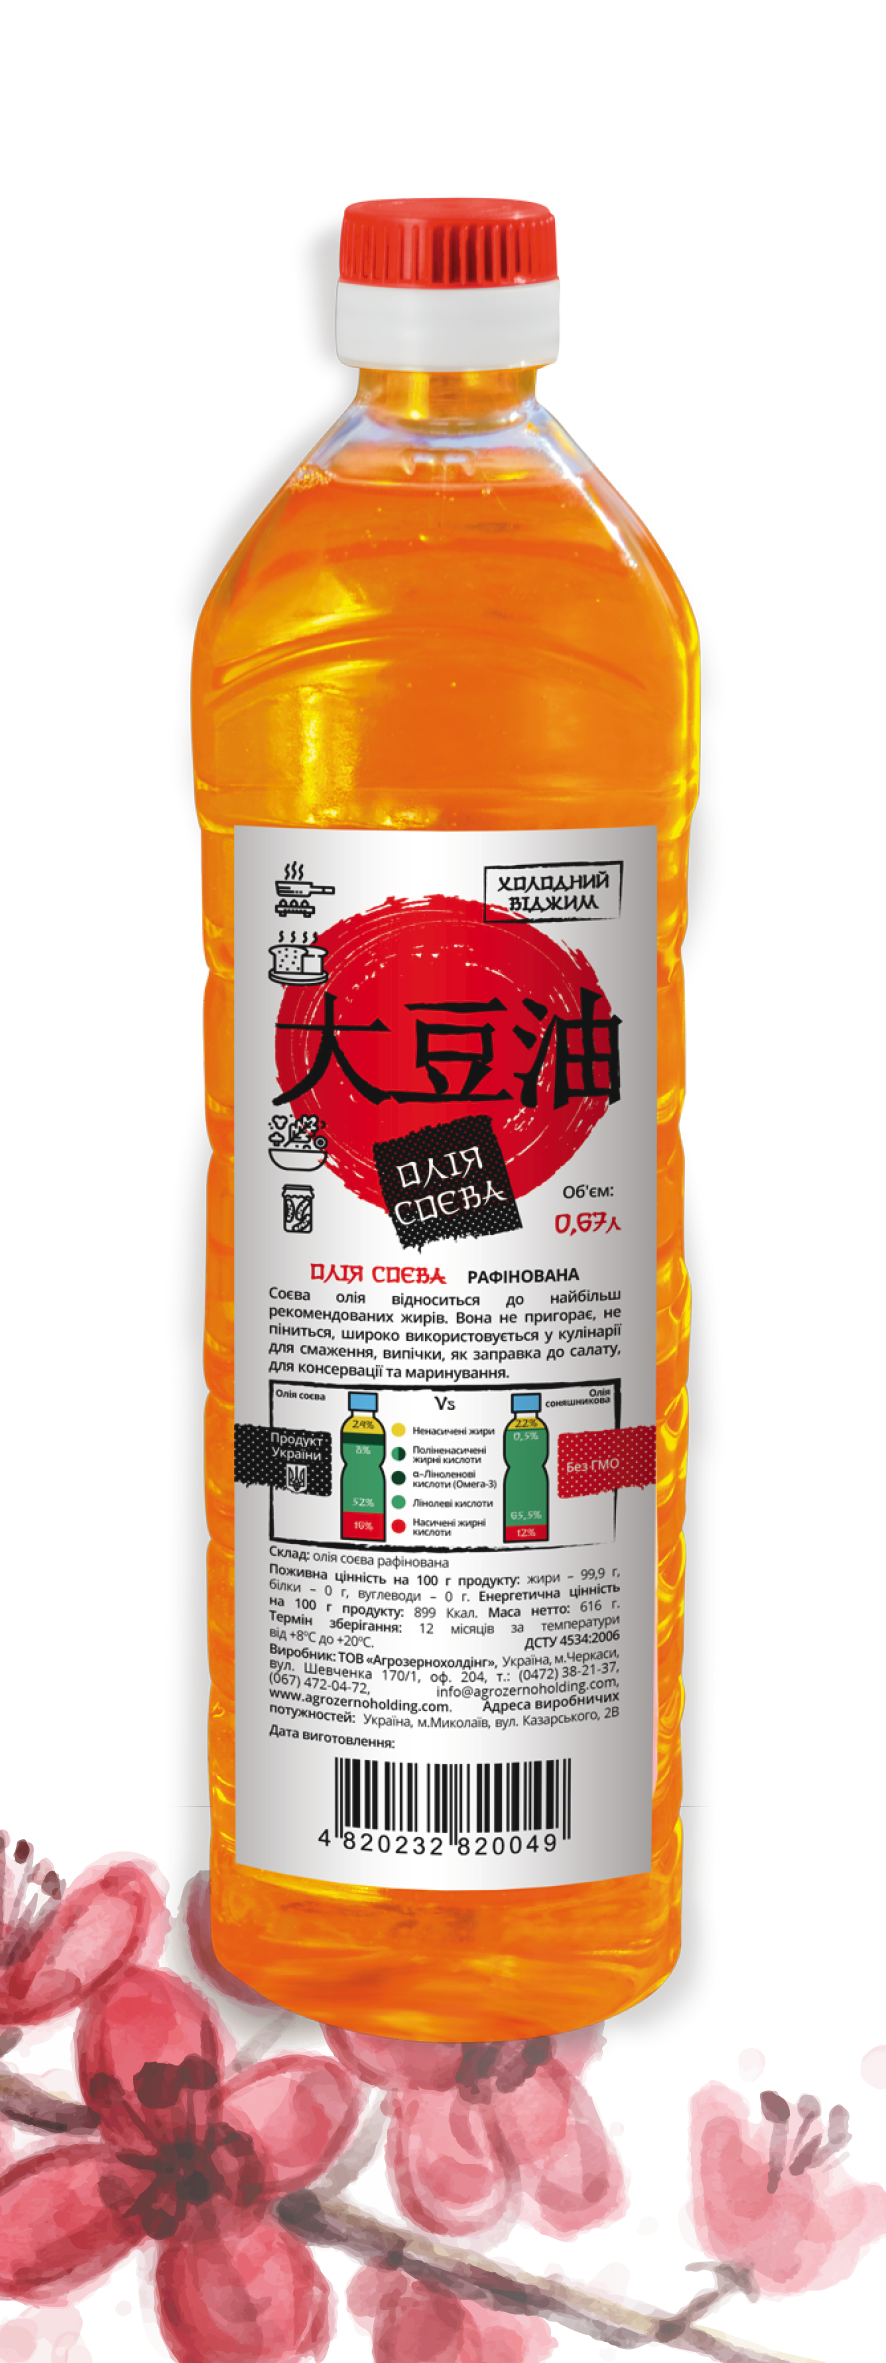 ХОЛОДНИЙ
ВІДЖИМ
大豆油
ОЛІЯ
СОЄВА
Об'єм:
0,67л
ОЛІЯ СОЄВА РАФІНОВАНА
Соєва олія відноситься до найбільш
рекомендованих жирів. Вона не пригорає, не
піниться, широко використовується у кулінарії
для смаження, випічки, як заправка до салату,
для консервації та маринування.
Олія соєва
Vs
Олія
соняшникова
Продукт
України
24%
8%
52%
16%
Ненасичені жири
Поліненасичені
жирні кислоти
α-Ліноленові
кислоти (Омега-3)
Лінолеві кислоти
Насичені жирні
кислоти
22%
0,5%
65,5%
12%
Без ГМО
Склад: олія соєва рафінована
Поживна цінність на 100 г продукту: жири – 99,9 г,
білки – 0 г, вуглеводи – 0 г. Енергетична цінність
на 100 г продукту: 899 Ккал. Маса нетто: 616 г.
Термін зберігання: 12 місяців за температури
від +8°С до +20°С. ДСТУ 4534:2006
Виробник: ТОВ «Агрозернохолдінг», Україна, м.Черкаси,
вул. Шевченка 170/1, оф. 204, т.: (0472) 38-21-37,
(067) 472-04-72, info@agrozernoholding.com,
www.agrozernoholding.com. Адреса виробничих
потужностей: Україна, м.Миколаїв, вул. Казарського, 2В
Дата виготовлення:
4 820232 820049